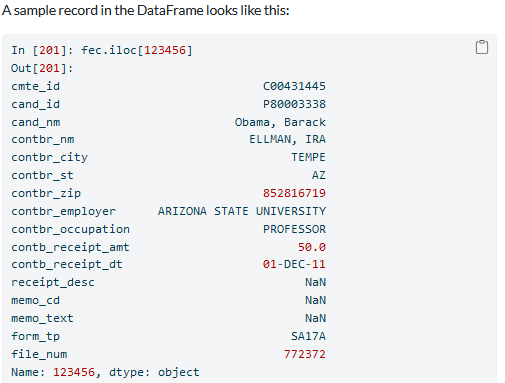 A sample record in the DataFrame looks like this:
In [201]: fec.iloc[123456]
Out[201]:
cmte_id C00431445
cand_id P80003338
cand_nm Obama, Barack
contbr_nm ELLMAN, IRA
contbr_city TEMPE
contbr_st AZ
contbr_zip 852816719
contbr_employer ARIZONA STATE UNIVERSITY
contbr_occupation PROFESSOR
contb_receipt_amt 50.0
contb_receipt_dt 01-DEC-11
receipt_desc NaN
memo_cd NaN
memo_text NaN
form_tp SA17A
file_num 772372
Name: 123456, dtype: object